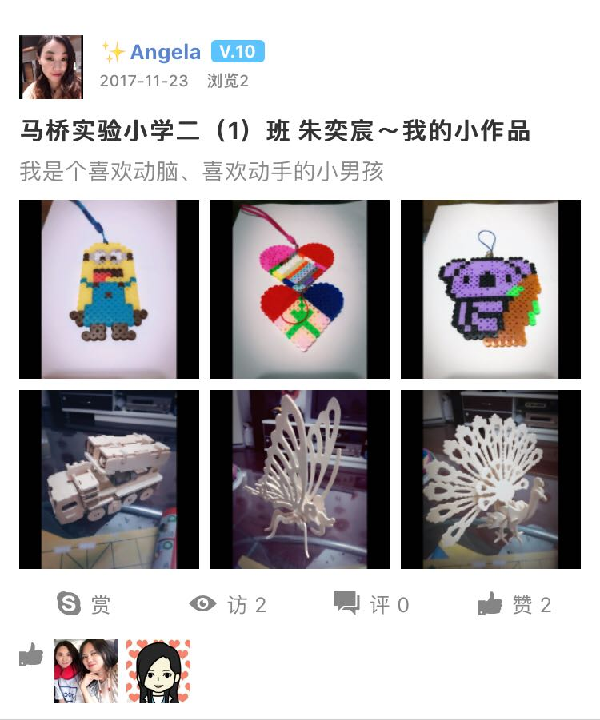 ✨Angela V.10
2017-11-23 浏览2
马桥实验小学二（1）班 朱奕宸～我的小作品
我是个喜欢动脑、喜欢动手的小男孩
赏 访 2 评 0 赞 2